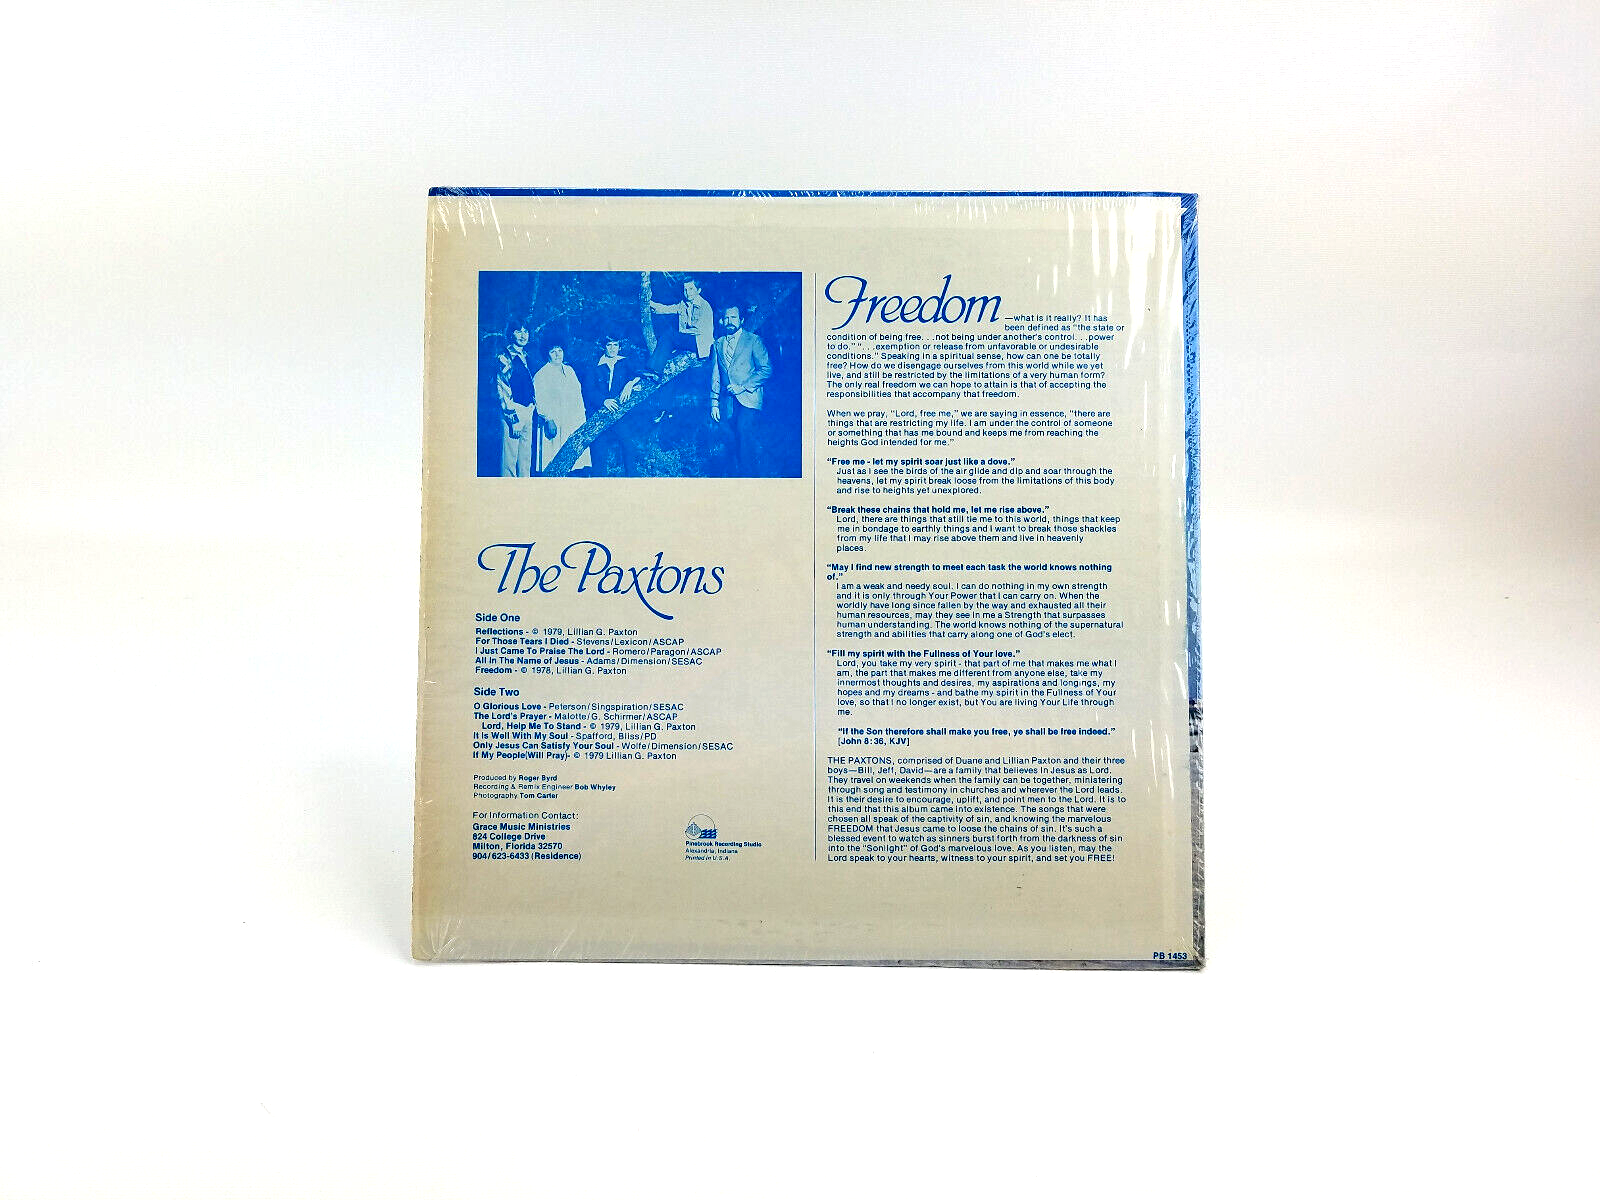 The Paxtons
Side One
Reflections - © 1979, Lillian G. Paxton
For Those Tears I Died - Stevens/Lexicon/ASCAP
I Just Came To Praise The Lord - Romero/Paragon/ASCAP
All In The Name of Jesus - Adams/Dimension/SESAC
Freedom - © 1978, Lillian G. Paxton
Side Two
O Glorious Love - Peterson/Singspiration/SESAC
The Lord's Prayer - Malotte/G. Schirmer/ASCAP
Lord, Help Me To Stand - © 1979, Lillian G. Paxton
It Is Well With My Soul - Spafford, Bliss/PD
Only Jesus Can Satisfy Your Soul - Wolfe/Dimension/SESAC
If My People(Will Pray)- © 1979 Lillian G. Paxton
Produced by Roger Byrd
Recording & Remix Engineer Bob Whyley
Photography Tom Carter
For Information Contact:
Grace Music Ministries
824 College Drive
Milton, Florida 32570
904/623-6433 (Residence)
Pinebrook Recording Studio
Alexandria, Indiana
Printed in U.S.A.
Freedom —what is it really? It has
been defined as "the state or
condition of being free. . .not being under another's control. . .power
to do." ". . .exemption or release from unfavorable or undesirable
conditions." Speaking in a spiritual sense, how can one be totally
free? How do we disengage ourselves from this world while we yet
live, and still be restricted by the limitations of a very human form?
The only real freedom we can hope to attain is that of accepting the
responsibilities that accompany that freedom.
When we pray, "Lord, free me," we are saying in essence, "there are
things that are restricting my life. I am under the control of someone
or something that has me bound and keeps me from reaching the
heights God intended for me."
"Free me - let my spirit soar just like a dove."
Just as I see the birds of the air glide and dip and soar through the
heavens, let my spirit break loose from the limitations of this body
and rise to heights yet unexplored.
"Break these chains that hold me, let me rise above."
Lord, there are things that still tie me to this world, things that keep
me in bondage to earthly things and I want to break those shackles
from my life that I may rise above them and live in heavenly
places.
"May I find new strength to meet each task the world knows nothing
of."
I am a weak and needy soul. I can do nothing in my own strength
and it is only through Your Power that I can carry on. When the
worldly have long since fallen by the way and exhausted all their
human resources, may they see in me a Strength that surpasses
human understanding. The world knows nothing of the supernatural
strength and abilities that carry along one of God's elect.
"Fill my spirit with the Fullness of Your love."
Lord, you take my very spirit - that part of me that makes me what I
am, the part that makes me different from anyone else, take my
innermost thoughts and desires, my aspirations and longings, my
hopes and my dreams - and bathe my spirit in the Fullness of Your
love, so that I no longer exist, but You are living Your Life through
me.
"If the Son therefore shall make you free, ye shall be free indeed."
[John 8:36, KJV]
THE PAXTONS, comprised of Duane and Lillian Paxton and their three
boys—Bill, Jeff, David—are a family that believes in Jesus as Lord.
They travel on weekends when the family can be together, ministering
through song and testimony in churches and wherever the Lord leads.
It is their desire to encourage, uplift, and point men to the Lord. It is to
this end that this album came into existence. The songs that were
chosen all speak of the captivity of sin, and knowing the marvelous
FREEDOM that Jesus came to loose the chains of sin. It's such a
blessed event to watch as sinners burst forth from the darkness of sin
into the "Sonlight" of God's marvelous love. As you listen, may the
Lord speak to your hearts, witness to your spirit, and set you FREE!
PB 1453